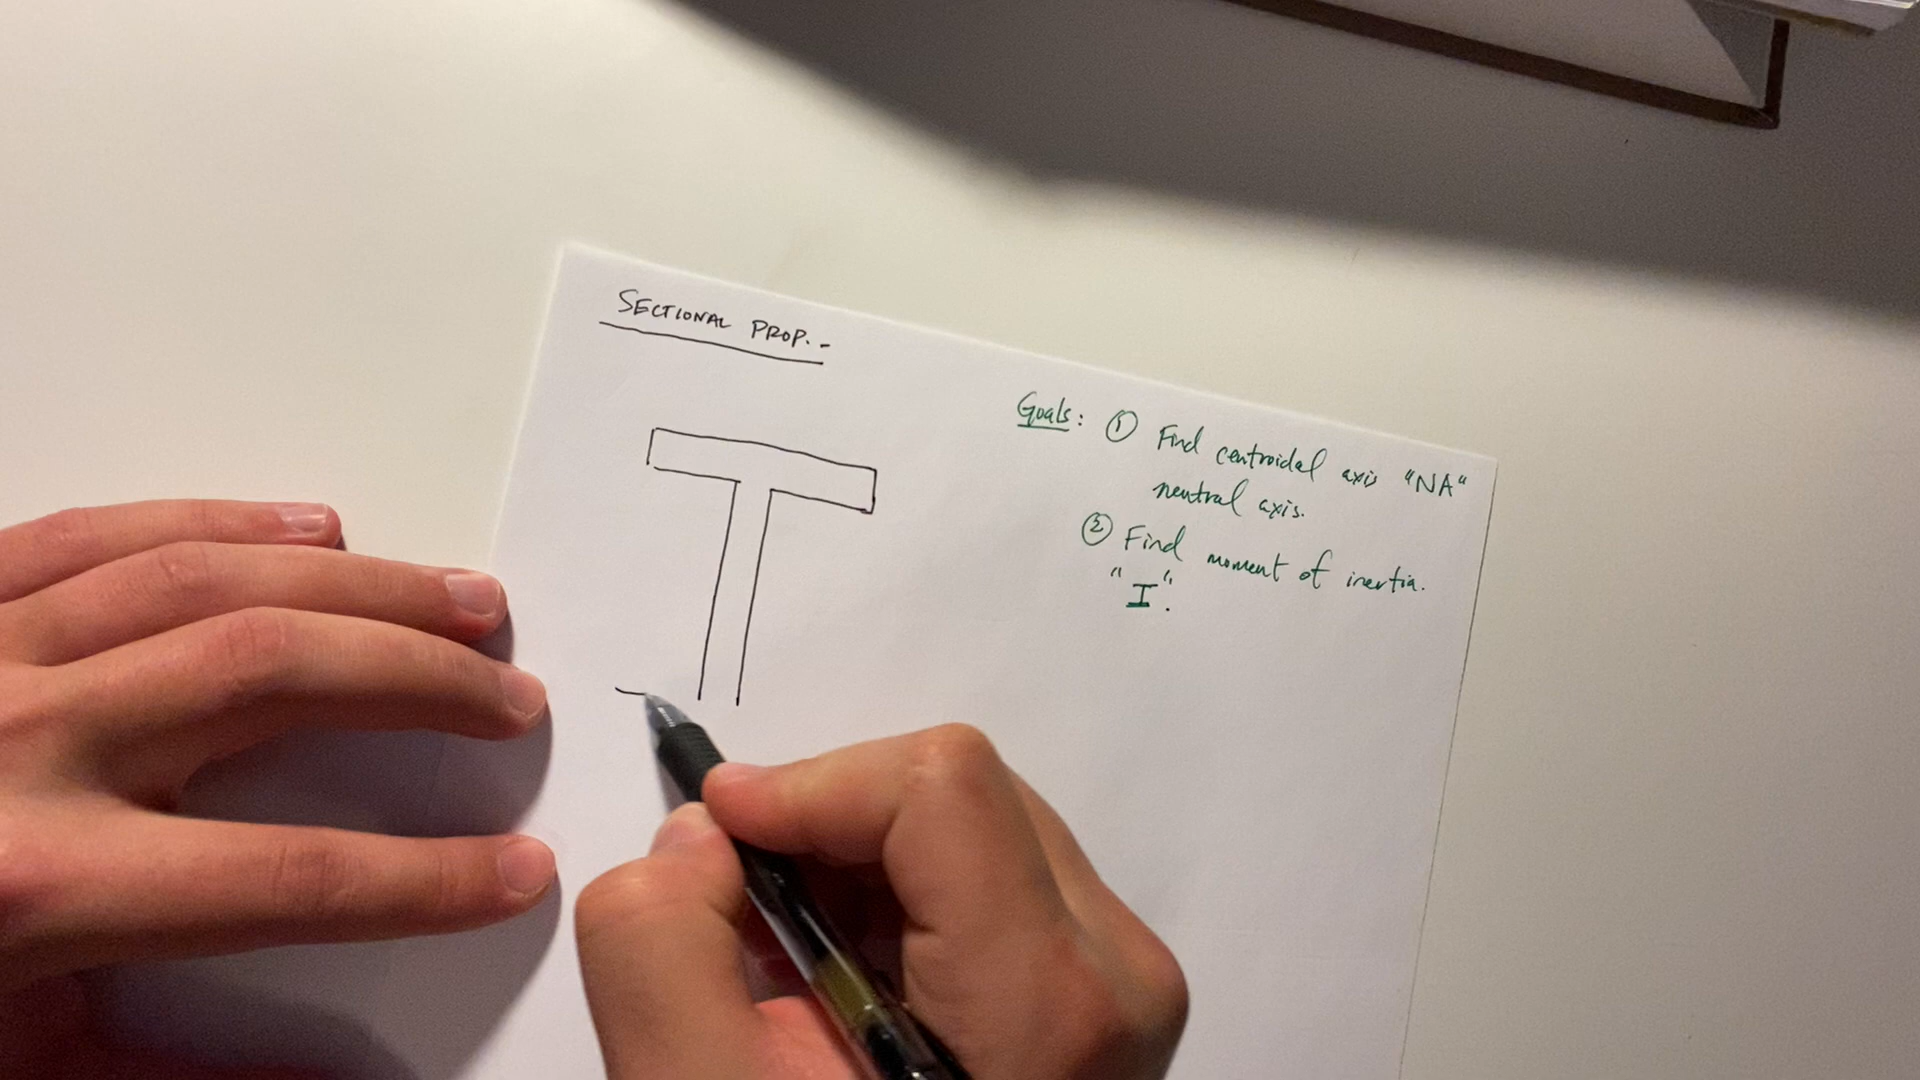 SECTIONAL PROP.-
Goals: ① Find centroidal axis "NA"
neutral axis.
② Find moment of inertia.
"I".